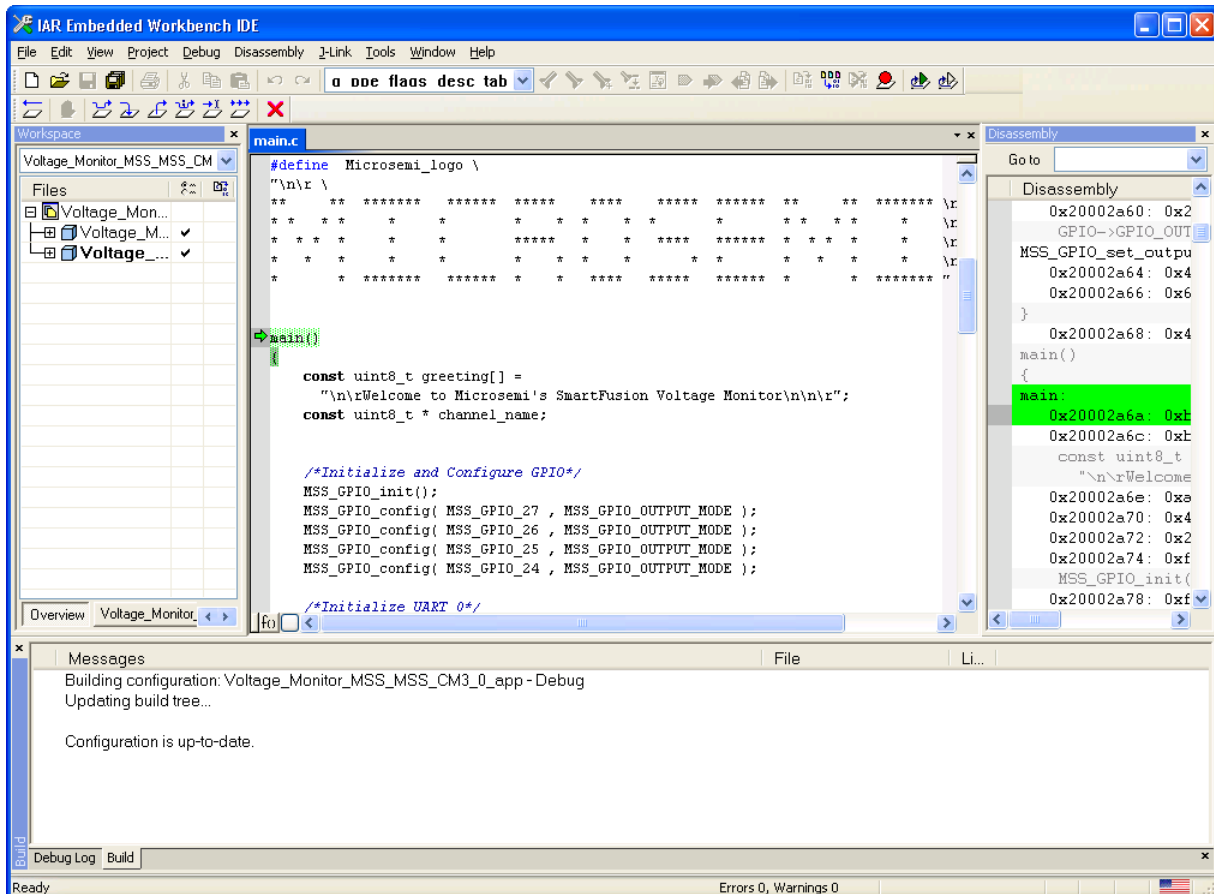 IAR Embedded Workbench IDE
File Edit View Project Debug Disassembly J-Link Tools Window Help
g_ppe_flags_desc_tab
Workspace
Voltage_Monitor_MSS_MSS_CM
Files
Voltage_Mon...
Voltage_M...
Voltage_...
Overview Voltage_Monitor_
main.c
#define Microsemi_logo \
"\n\r \
** ** ******* ****** ***** **** ***** ****** ** ** ******* \r
* * * * * * * * * * * * * * * * * \r
* * * * * * ***** * * **** ****** * * * * * \r
* * * * * * * * * * * * * * * \r
* * ******* ****** * * **** ***** ****** * * ******* "
main()
{
const uint8_t greeting[] =
"\n\rWelcome to Microsemi's SmartFusion Voltage Monitor\n\n\r";
const uint8_t * channel_name;
/*Initialize and Configure GPIO*/
MSS_GPIO_init();
MSS_GPIO_config( MSS_GPIO_27 , MSS_GPIO_OUTPUT_MODE );
MSS_GPIO_config( MSS_GPIO_26 , MSS_GPIO_OUTPUT_MODE );
MSS_GPIO_config( MSS_GPIO_25 , MSS_GPIO_OUTPUT_MODE );
MSS_GPIO_config( MSS_GPIO_24 , MSS_GPIO_OUTPUT_MODE );
/*Initialize UART 0*/
Disassembly
Go to
Disassembly
0x20002a60: 0x2
GPIO->GPIO_OUT
MSS_GPIO_set_outpu
0x20002a64: 0x4
0x20002a66: 0x6
}
0x20002a68: 0x4
main()
{
main:
0x20002a6a: 0xb
0x20002a6c: 0xb
const uint8_t
"\n\rWelcome
0x20002a6e: 0xa
0x20002a70: 0x4
0x20002a72: 0x2
0x20002a74: 0xf
MSS_GPIO_init(
0x20002a78: 0xf
Messages File Li...
Building configuration: Voltage_Monitor_MSS_MSS_CM3_0_app - Debug
Updating build tree...
Configuration is up-to-date.
Build
Debug Log Build
Ready Errors 0, Warnings 0